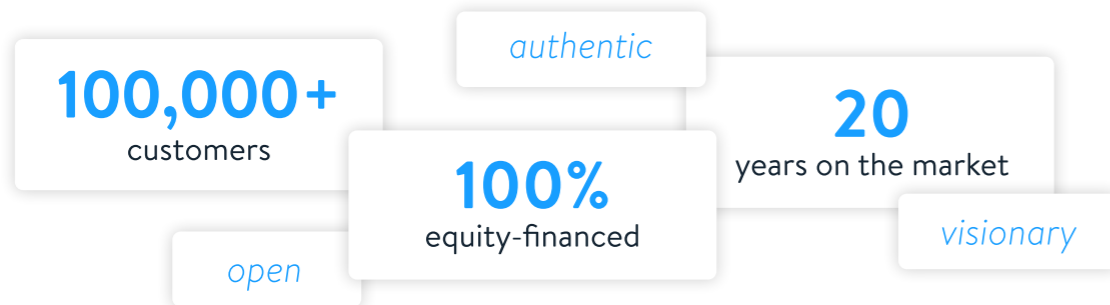 authentic
100,000+
customers
20
years on the market
100%
equity-financed
visionary
open